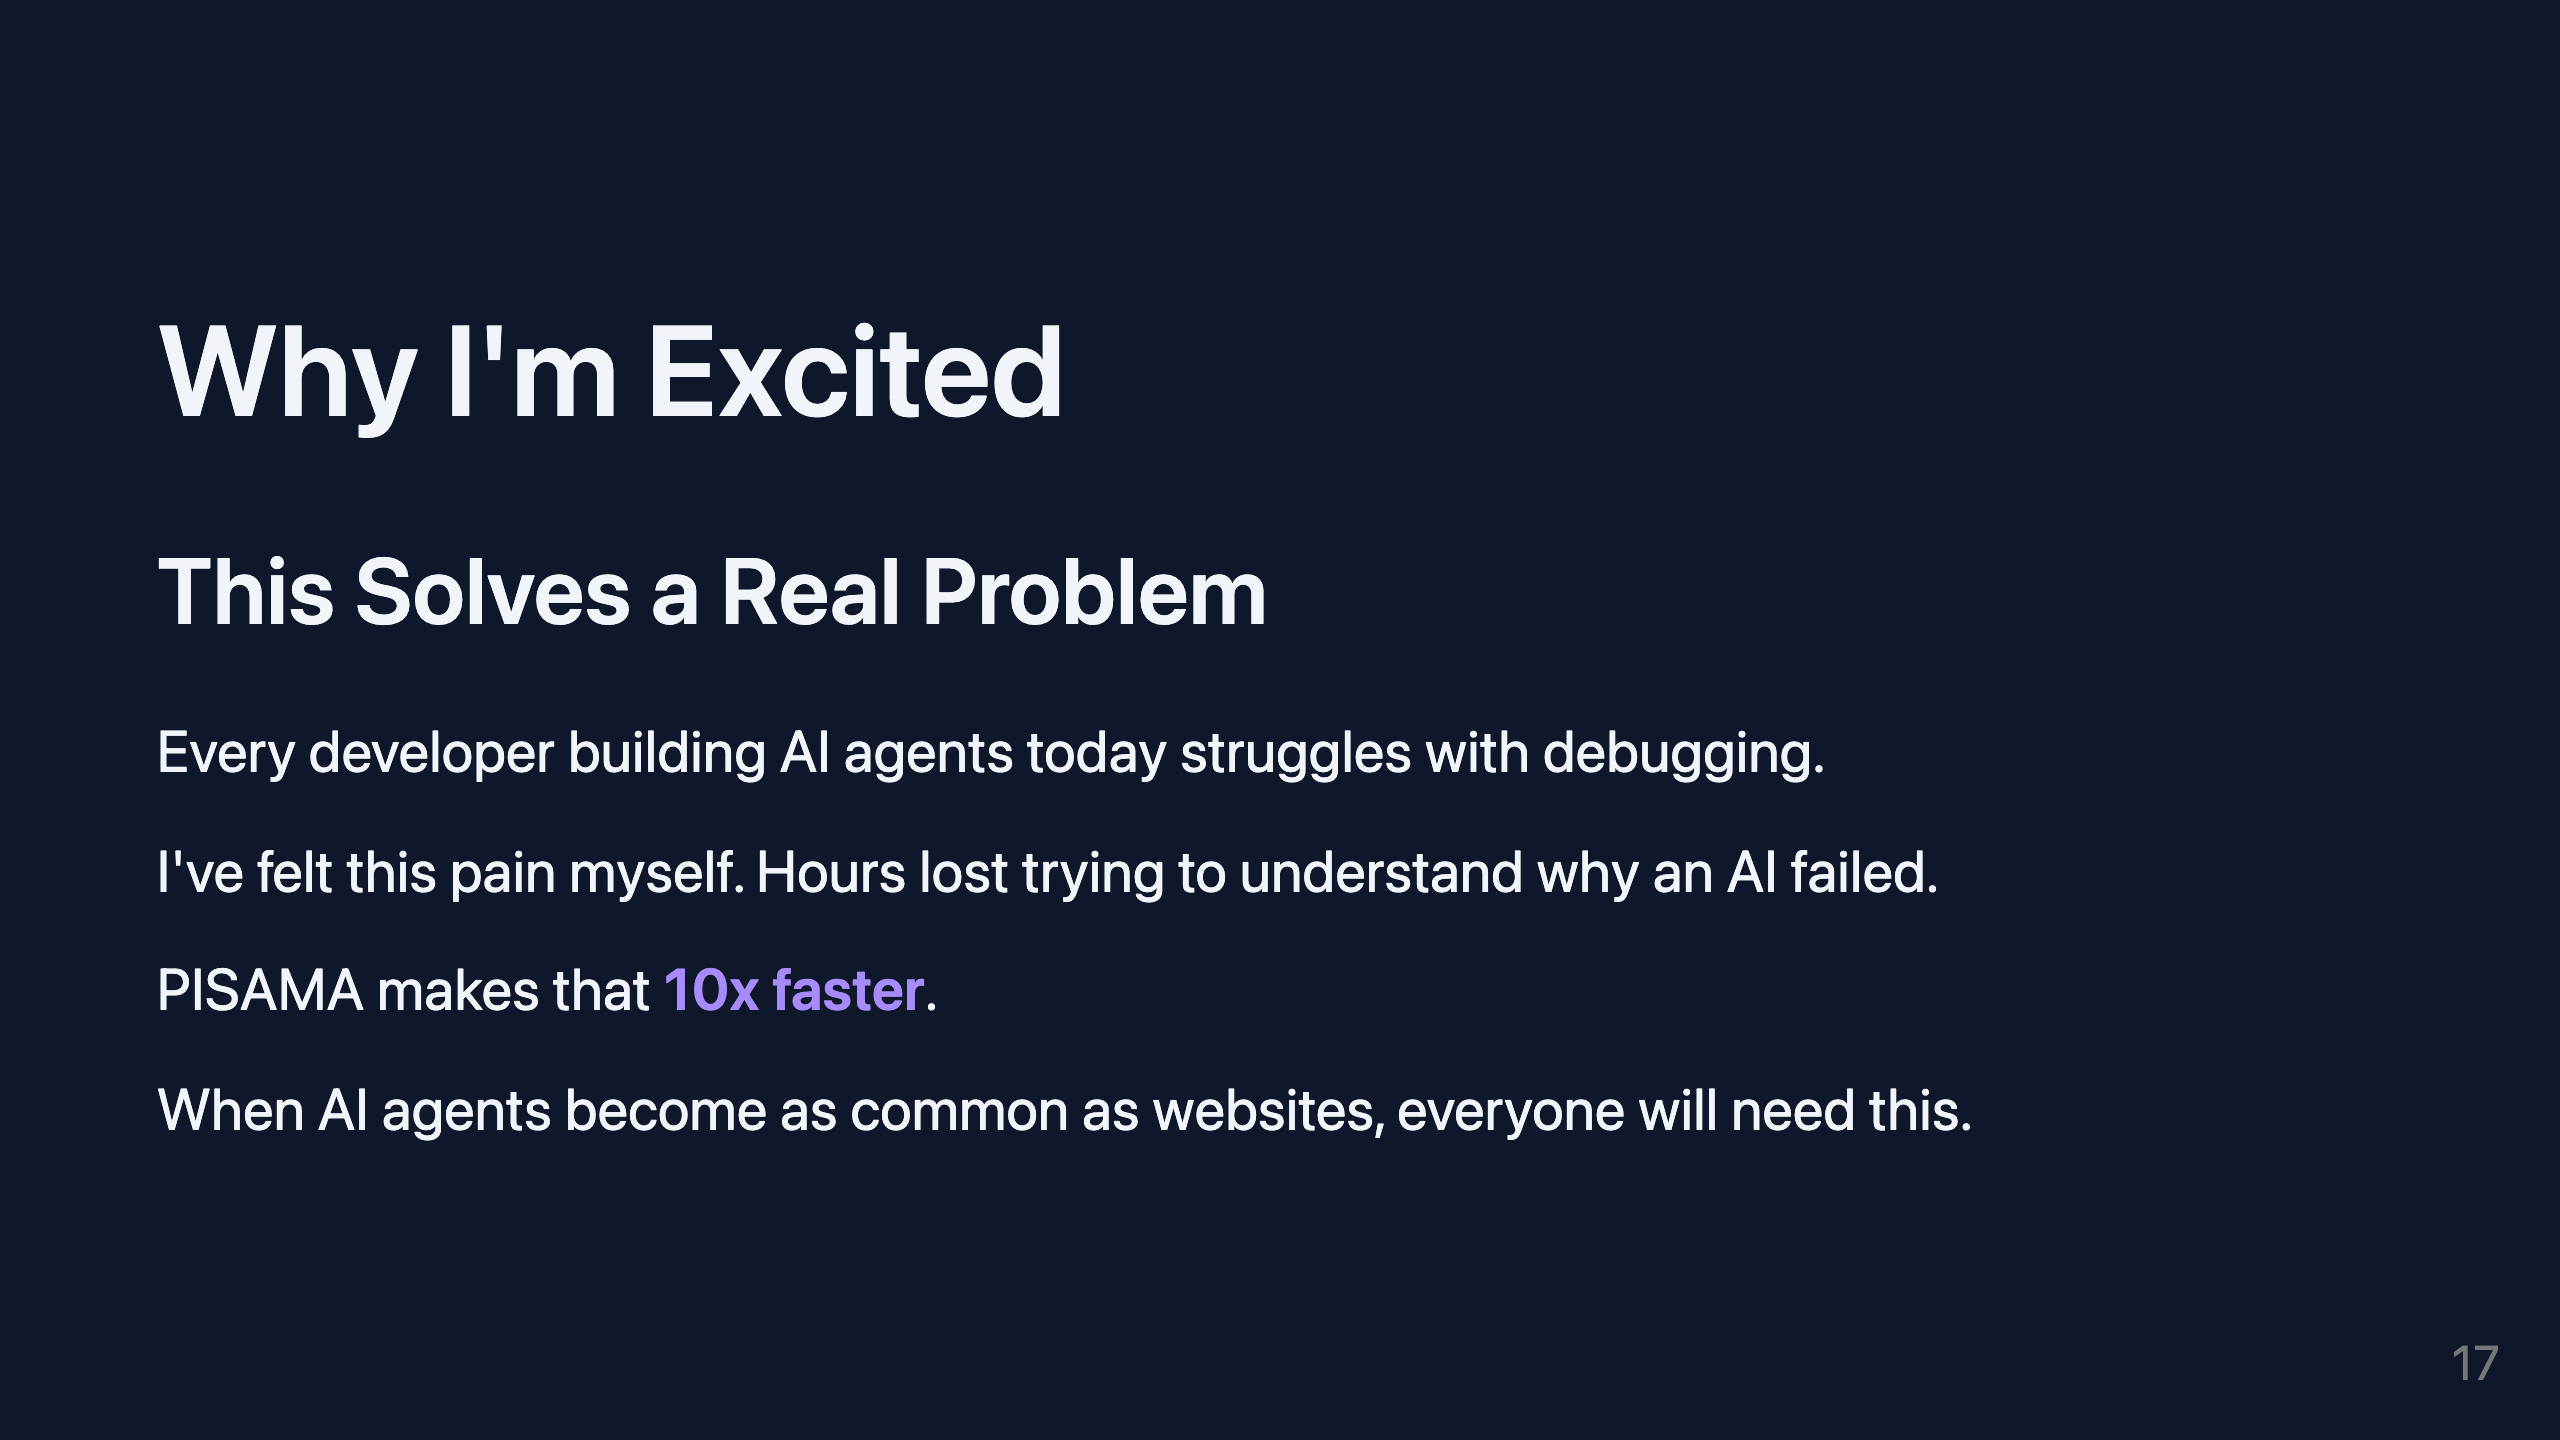 Why I'm Excited
This Solves a Real Problem
Every developer building AI agents today struggles with debugging.
I've felt this pain myself. Hours lost trying to understand why an AI failed.
PISAMA makes that 10x faster.
When AI agents become as common as websites, everyone will need this.
17